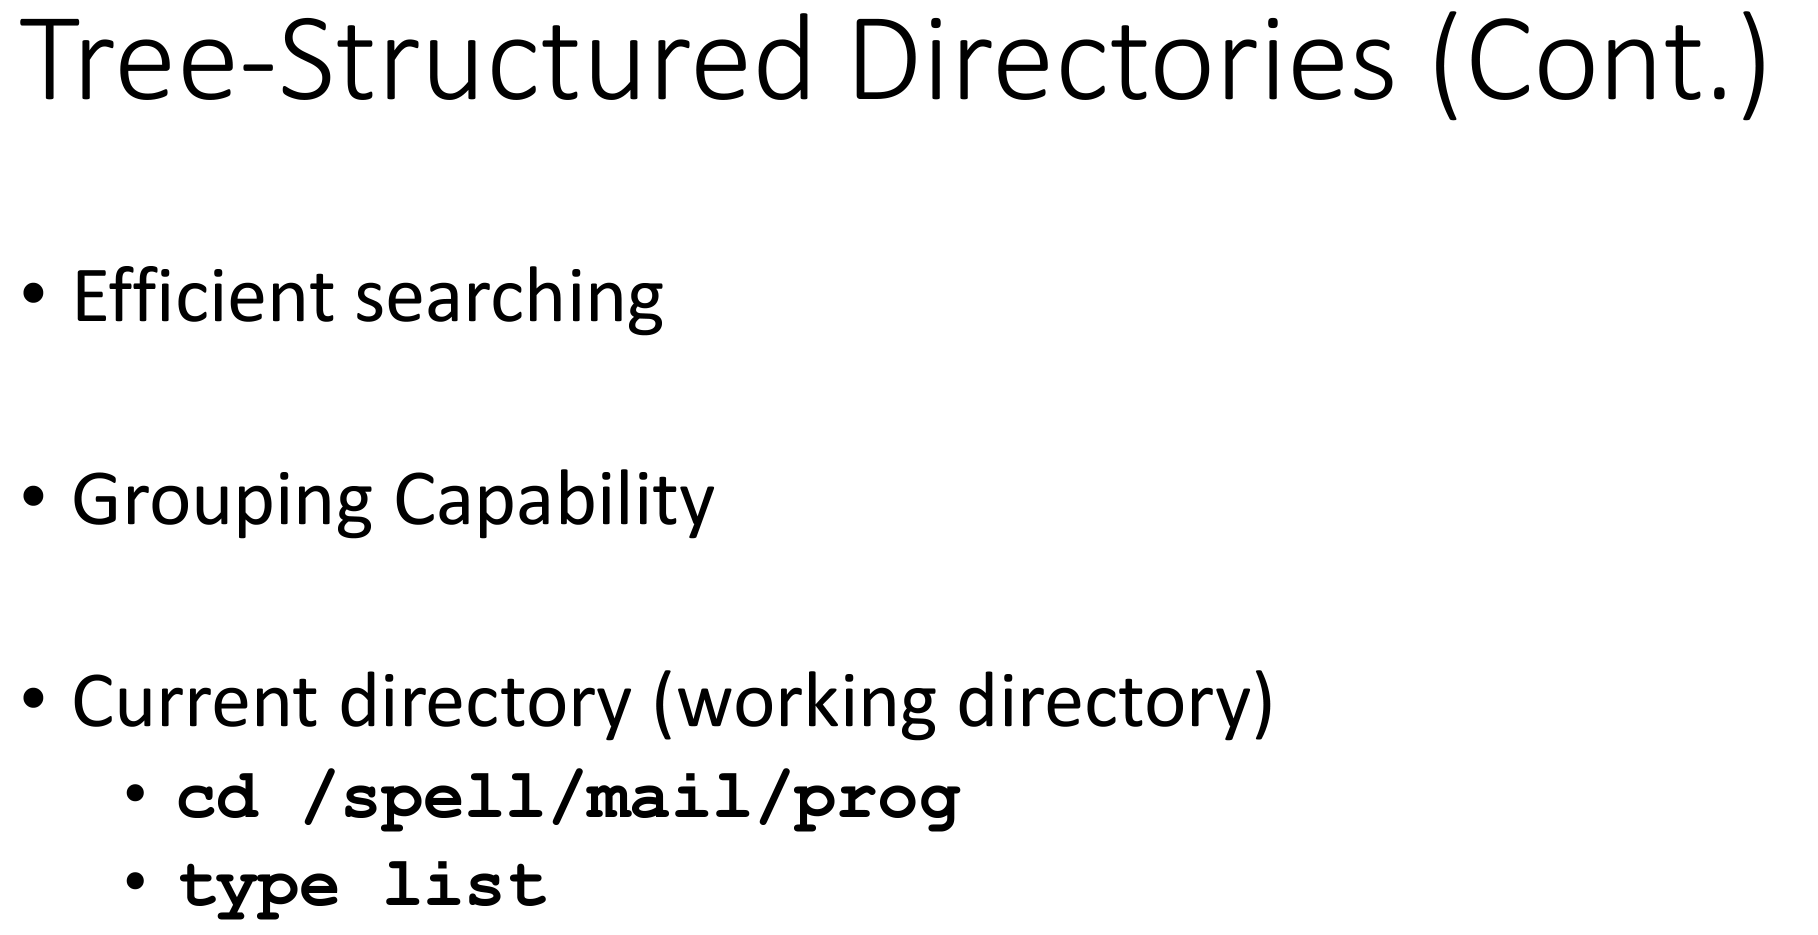 Tree-Structured Directories (Cont.)
• Efficient searching
• Grouping Capability
• Current directory (working directory)
• cd /spell/mail/prog
• type list